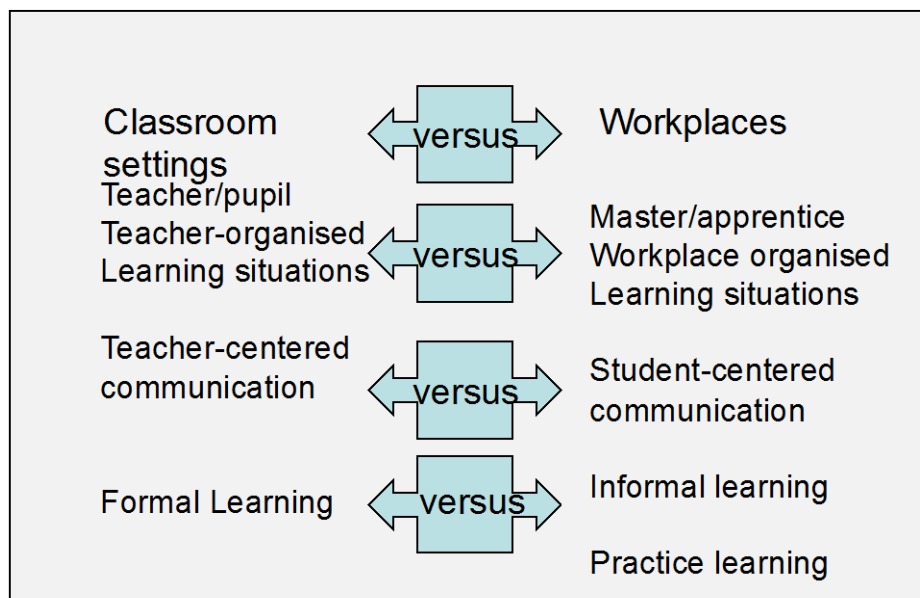 Classroom
settings
versus
Workplaces
Teacher/pupil
Teacher-organised
Learning situations
versus
Master/apprentice
Workplace organised
Learning situations
Teacher-centered
communication
versus
Student-centered
communication
Formal Learning
versus
Informal learning
Practice learning